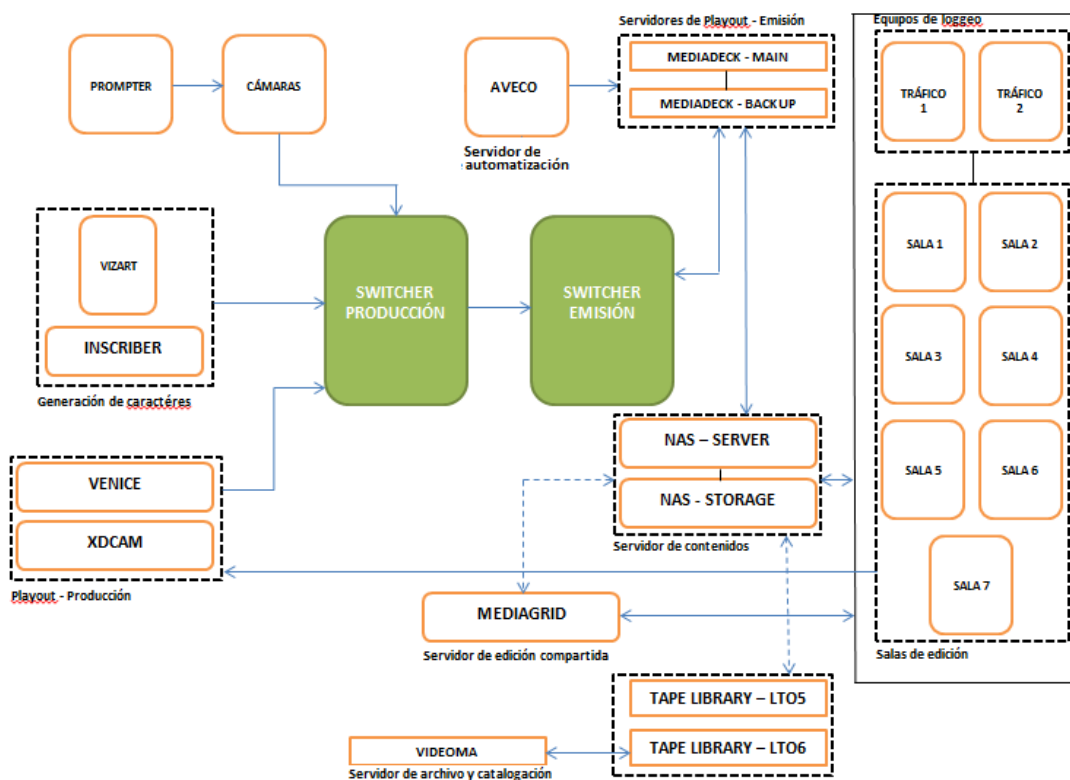 Servidores de Playout - Emisión
Equipos de loggeo
PROMPTER
CÁMARAS
AVECO
MEDIADECK - MAIN
MEDIADECK - BACKUP
TRÁFICO
1
TRÁFICO
2
Servidor de
automatización
VIZART
INSCRIBER
Generación de caractéres
SWITCHER
PRODUCCIÓN
SWITCHER
EMISIÓN
SALA 1
SALA 2
SALA 3
SALA 4
SALA 5
SALA 6
SALA 7
Salas de edición
VENICE
XDCAM
Playout - Producción
NAS – SERVER
NAS - STORAGE
Servidor de contenidos
MEDIAGRID
Servidor de edición compartida
TAPE LIBRARY – LTO5
TAPE LIBRARY – LTO6
VIDEOMA
Servidor de archivo y catalogación